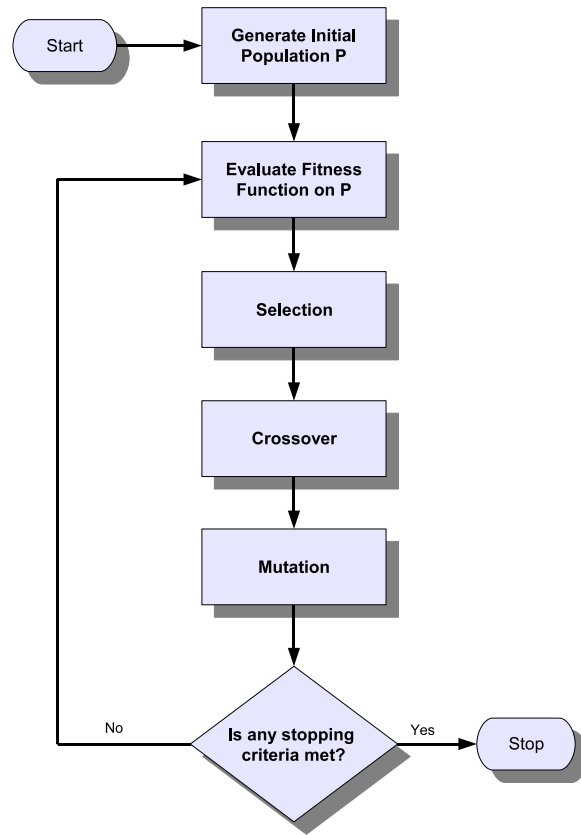 Start
Generate Initial
Population P
Evaluate Fitness
Function on P
Selection
Crossover
Mutation
Is any stopping
criteria met?
No
Yes
Stop